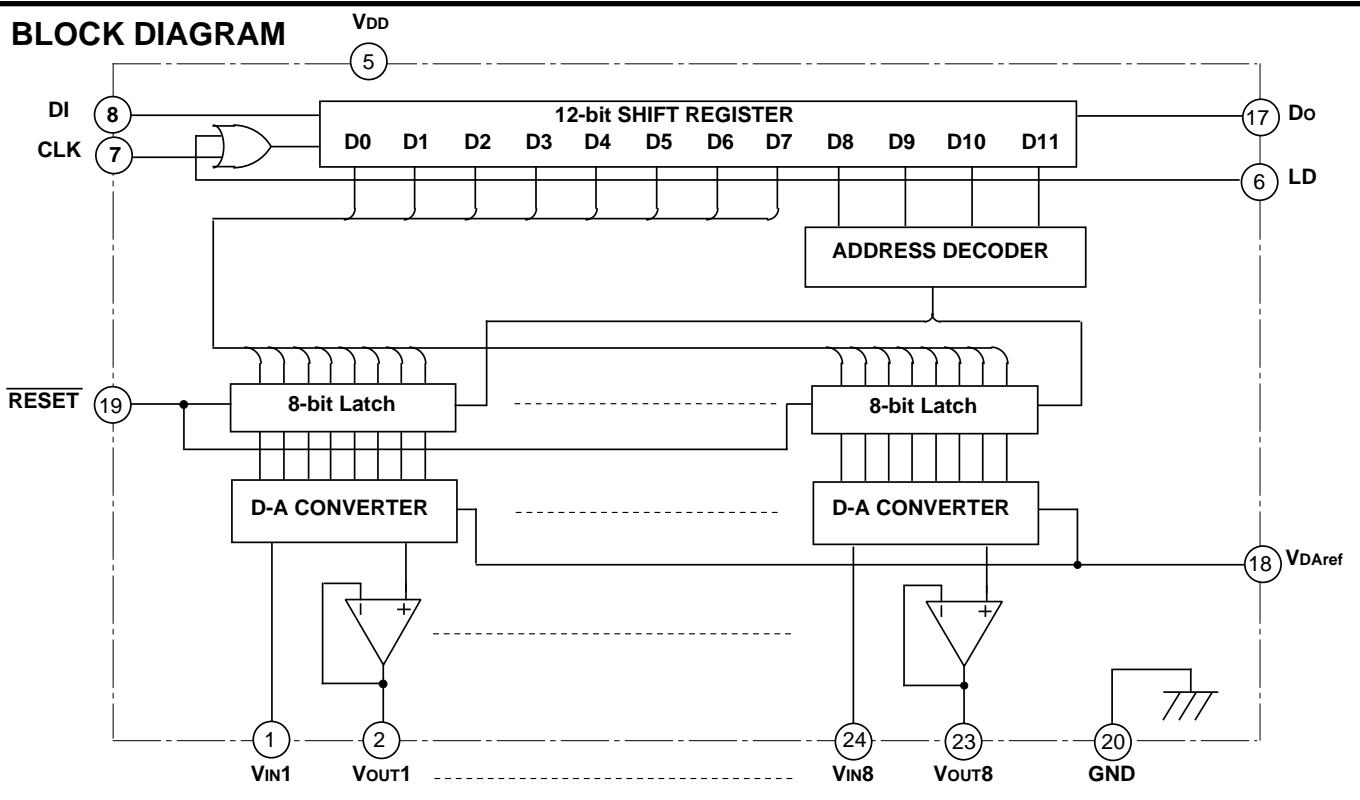 BLOCK DIAGRAM
VDD
5
DI 8
12-bit SHIFT REGISTER
17 DO
CLK 7
D0 D1 D2 D3 D4 D5 D6 D7 D8 D9 D10 D11
6 LD
ADDRESS DECODER
RESET 19
8-bit Latch
8-bit Latch
D-A CONVERTER
D-A CONVERTER
18 VDAref
− +
− +
1 2 24 23 20
VIN1 VOUT1 VIN8 VOUT8 GND